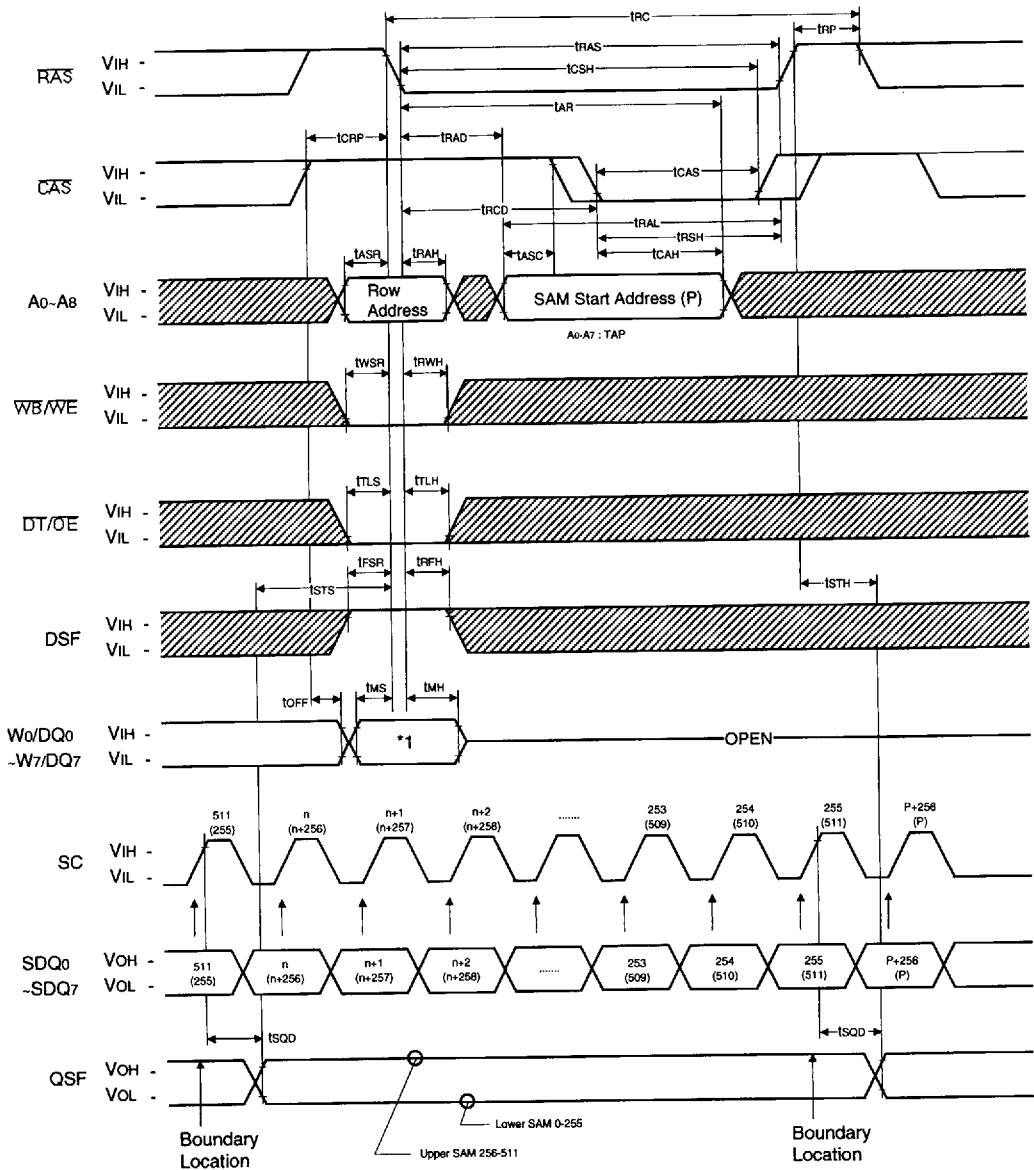 tRC
tRP
tRAS
tCSH
tAR
RAS
VIH -
VIL -
tCRP
tRAD
CAS
VIH -
VIL -
tCAS
tRCD
tRAL
tRSH
tCAH
tASR
tRAH
tASC
A0~A8
VIH -
VIL -
Row
Address
SAM Start Address (P)
A0-A7 : TAP
tWSR
tRWH
WB/WE
VIH -
VIL -
tTLS
tTLH
DT/OE
VIH -
VIL -
tFSR
tRFH
tSTS
tSTH
DSF
VIH -
VIL -
tOFF
tMS
tMH
W0/DQ0
~W7/DQ7
VIH -
VIL -
*1
OPEN
511
(255)
n
(n+256)
n+1
(n+257)
n+2
(n+258)
.......
253
(509)
254
(510)
255
(511)
P+256
(P)
SC
VIH -
VIL -
SDQ0
~SDQ7
VOH -
VOL -
511
(255)
n
(n+256)
n+1
(n+257)
n+2
(n+258)
.......
253
(509)
254
(510)
255
(511)
P+256
(P)
tSQD
tSQD
QSF
VOH -
VOL -
Lower SAM 0-255
Upper SAM 256-511
Boundary
Location
Boundary
Location